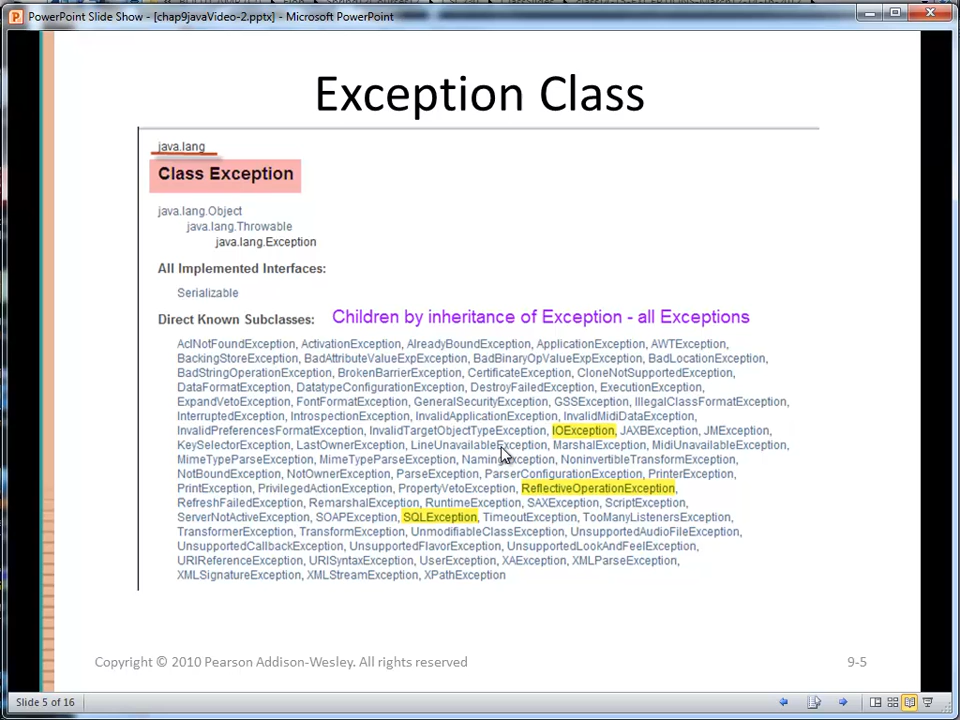 PowerPoint Slide Show - [chap9javaVideo-2.pptx] - Microsoft PowerPoint
Exception Class
java.lang
Class Exception
java.lang.Object
java.lang.Throwable
java.lang.Exception
All Implemented Interfaces:
Serializable
Direct Known Subclasses: Children by inheritance of Exception - all Exceptions
AclNotFoundException, ActivationException, AlreadyBoundException, ApplicationException, AWTException,
BackingStoreException, BadAttributeValueExpException, BadBinaryOpValueExpException, BadLocationException,
BadStringOperationException, BrokenBarrierException, CertificateException, CloneNotSupportedException,
DataFormatException, DatatypeConfigurationException, DestroyFailedException, ExecutionException,
ExpandVetoException, FontFormatException, GeneralSecurityException, GSSException, IllegalClassFormatException,
InterruptedException, IntrospectionException, InvalidApplicationException, InvalidMidiDataException,
InvalidPreferencesFormatException, InvalidTargetObjectTypeException, IOException, JAXBException, JMException,
KeySelectorException, LastOwnerException, LineUnavailableException, MarshalException, MidiUnavailableException,
MimeTypeParseException, MimeTypeParseException, NamingException, NoninvertibleTransformException,
NotBoundException, NotOwnerException, ParseException, ParserConfigurationException, PrinterException,
PrintException, PrivilegedActionException, PropertyVetoException, ReflectiveOperationException,
RefreshFailedException, RemarshalException, RuntimeException, SAXException, ScriptException,
ServerNotActiveException, SOAPException, SQLException, TimeoutException, TooManyListenersException,
TransformerException, TransformException, UnmodifiableClassException, UnsupportedAudioFileException,
UnsupportedCallbackException, UnsupportedFlavorException, UnsupportedLookAndFeelException,
URIReferenceException, URISyntaxException, UserException, XAException, XMLParseException,
XMLSignatureException, XMLStreamException, XPathException
Copyright © 2010 Pearson Addison-Wesley. All rights reserved
9-5
Slide 5 of 16